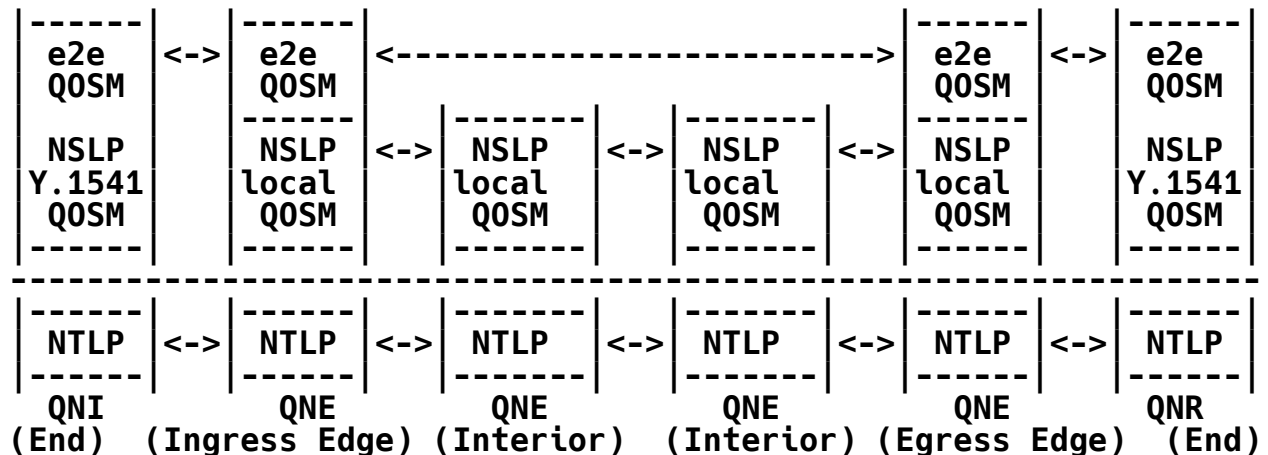 |------|   |------|                           |------|   |------|
| e2e  |<->| e2e  |<------------------------->| e2e  |<->| e2e  |
| QOSM |   | QOSM |                           | QOSM |   | QOSM |
|      |   |------|   |-------|   |-------|   |------|   |      |
| NSLP |   | NSLP |<->| NSLP  |<->| NSLP  |<->| NSLP |   | NSLP |
|Y.1541|   |local |   |local  |   |local  |   |local |   |Y.1541|
| QOSM |   | QOSM |   | QOSM  |   | QOSM  |   | QOSM |   | QOSM |
|------|   |------|   |-------|   |-------|   |------|   |------|
-----------------------------------------------------------------
|------|   |------|   |-------|   |-------|   |------|   |------|
| NTLP |<->| NTLP |<->| NTLP  |<->| NTLP  |<->| NTLP |<->| NTLP |
|------|   |------|   |-------|   |-------|   |------|   |------|
  QNI         QNE        QNE         QNE         QNE       QNR
(End)  (Ingress Edge) (Interior)  (Interior) (Egress Edge)  (End)